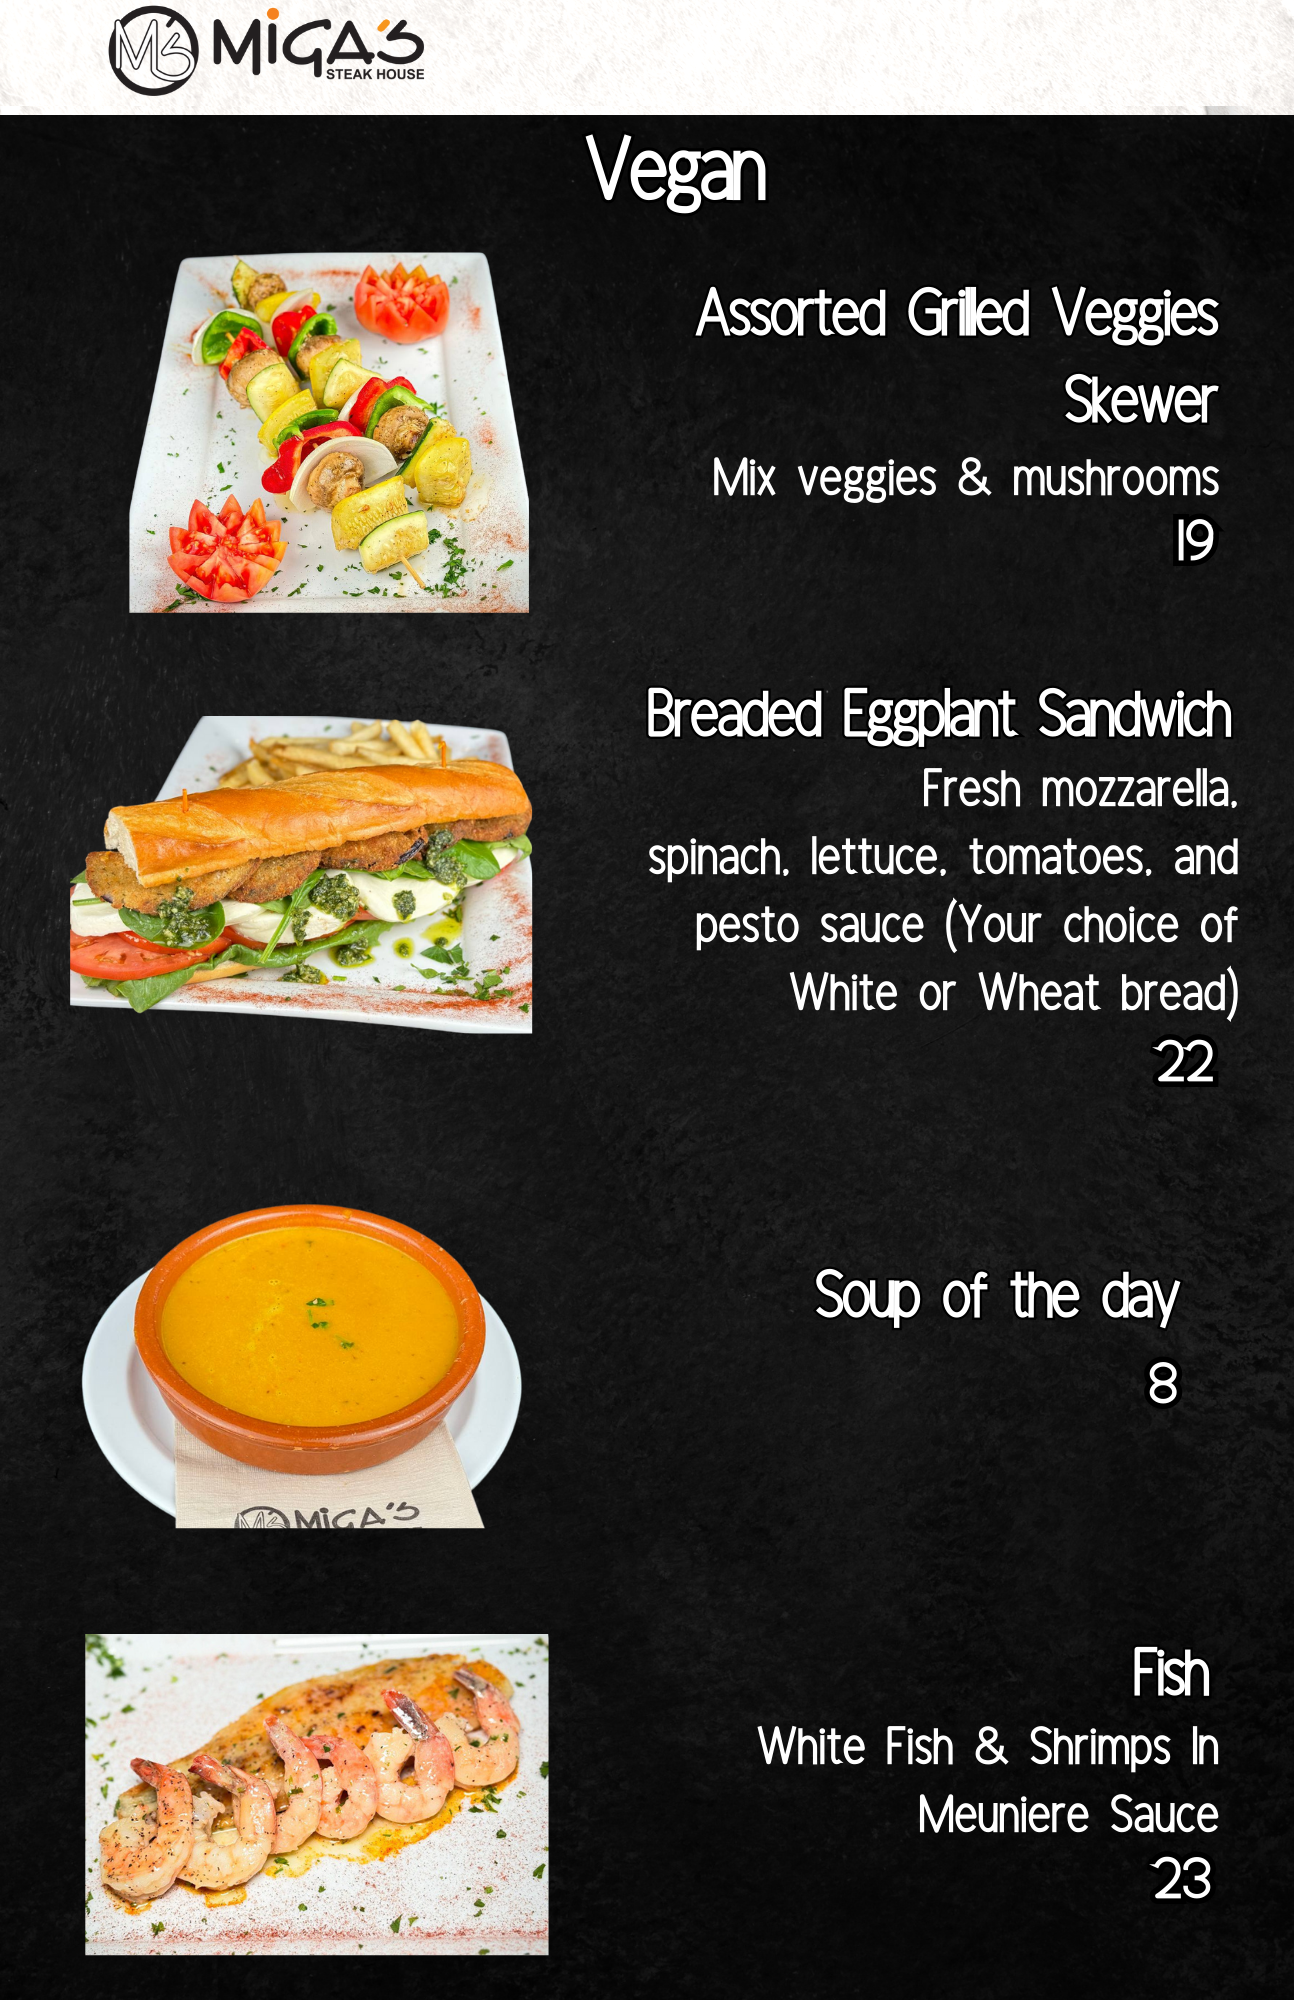 MS MiGA'S
STEAK HOUSE
Vegan
Assorted Grilled Veggies
Skewer
Mix veggies & mushrooms
19
Breaded Eggplant Sandwich
Fresh mozzarella,
spinach, lettuce, tomatoes, and
pesto sauce (Your choice of
White or Wheat bread)
22
Soup of the day
8
MS MiGA'S
Fish
White Fish & Shrimps In
Meuniere Sauce
23